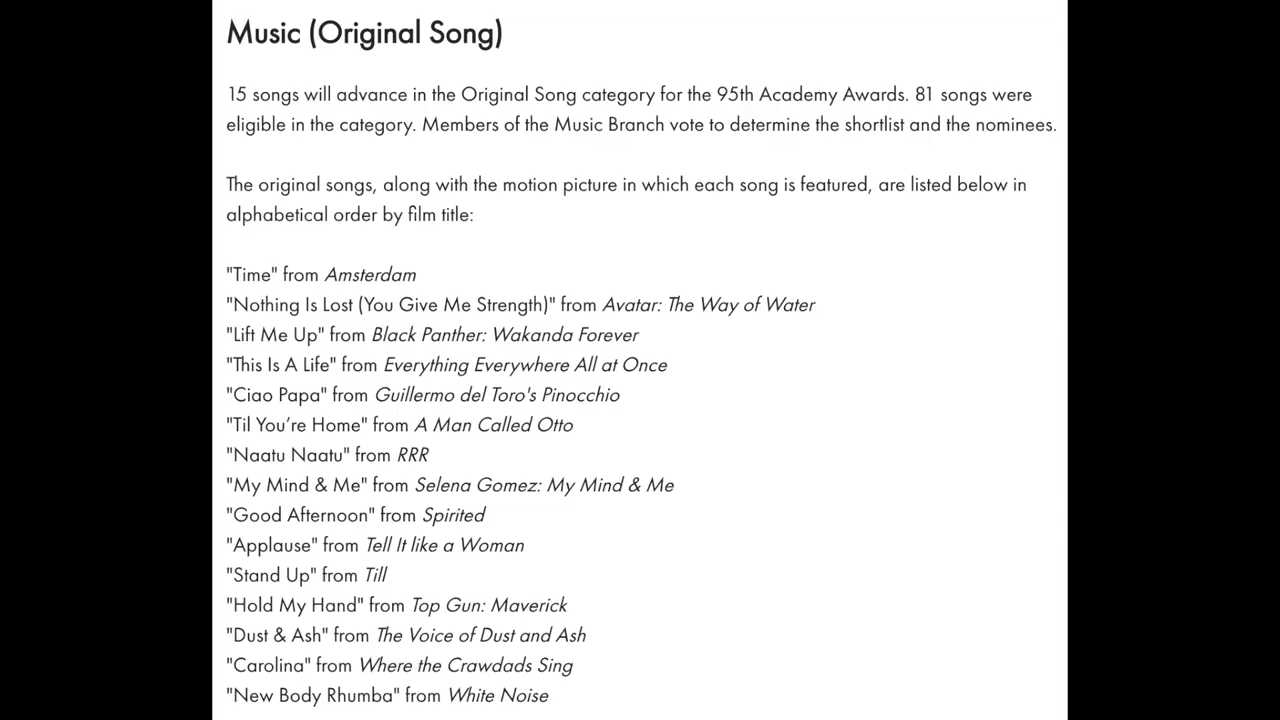 Music (Original Song)
15 songs will advance in the Original Song category for the 95th Academy Awards. 81 songs were
eligible in the category. Members of the Music Branch vote to determine the shortlist and the nominees.
The original songs, along with the motion picture in which each song is featured, are listed below in
alphabetical order by film title:
"Time" from Amsterdam
"Nothing Is Lost (You Give Me Strength)" from Avatar: The Way of Water
"Lift Me Up" from Black Panther: Wakanda Forever
"This Is A Life" from Everything Everywhere All at Once
"Ciao Papa" from Guillermo del Toro's Pinocchio
"Til You’re Home" from A Man Called Otto
"Naatu Naatu" from RRR
"My Mind & Me" from Selena Gomez: My Mind & Me
"Good Afternoon" from Spirited
"Applause" from Tell It like a Woman
"Stand Up" from Till
"Hold My Hand" from Top Gun: Maverick
"Dust & Ash" from The Voice of Dust and Ash
"Carolina" from Where the Crawdads Sing
"New Body Rhumba" from White Noise